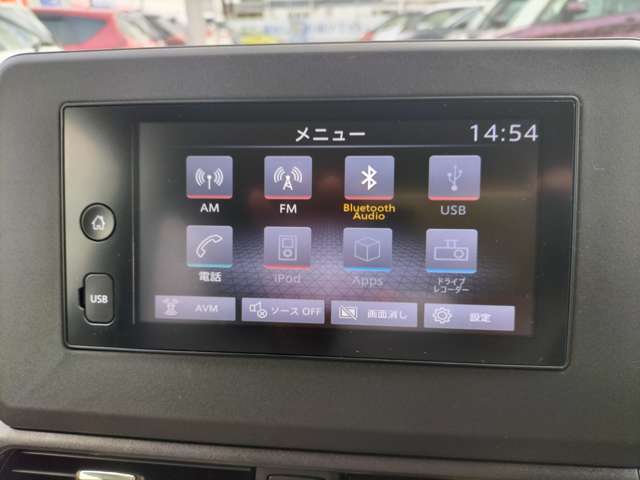 メニュー 14:54
AM FM Bluetooth Audio USB
電話 iPod Apps ドライブレコーダー
USB
AVM ソース OFF 画面消し 設定